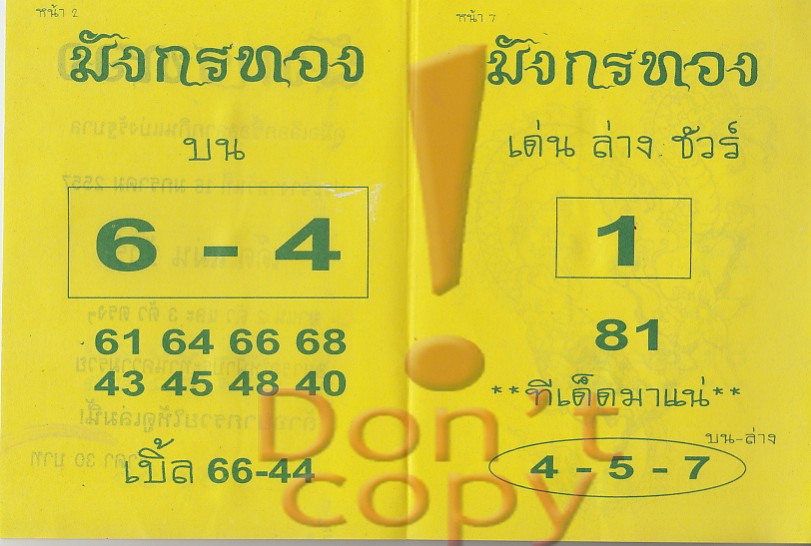 หน้า 2
มังกรทอง
บน
6 - 4
61 64 66 68
43 45 48 40
เบิ้ล 66-44
หน้า 7
มังกรทอง
เด่น ล่าง ชัวร์
1
81
**ทีเด็ดมาแน่**
บน-ล่าง
4 - 5 - 7
!
Don't
copy